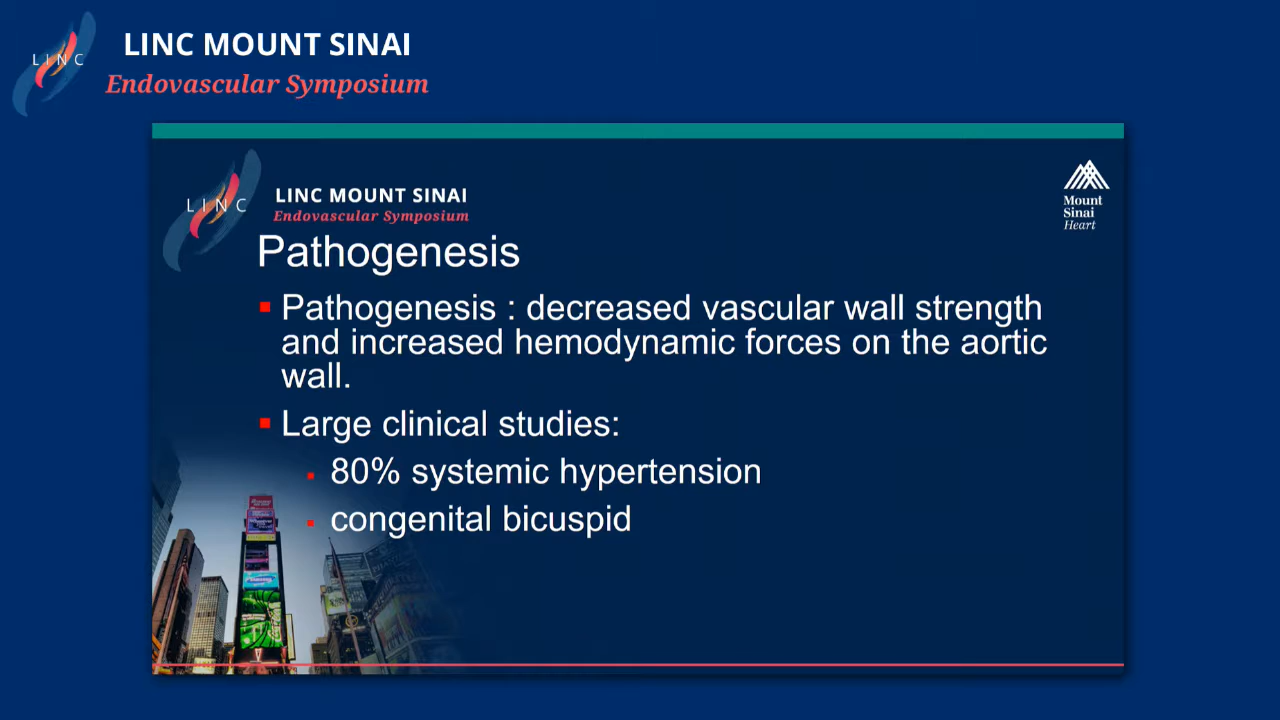 LINC
LINC MOUNT SINAI
Endovascular Symposium
LINC
LINC MOUNT SINAI
Endovascular Symposium
Mount
Sinai
Heart
Pathogenesis
Pathogenesis : decreased vascular wall strength
and increased hemodynamic forces on the aortic
wall.
Large clinical studies:
80% systemic hypertension
congenital bicuspid